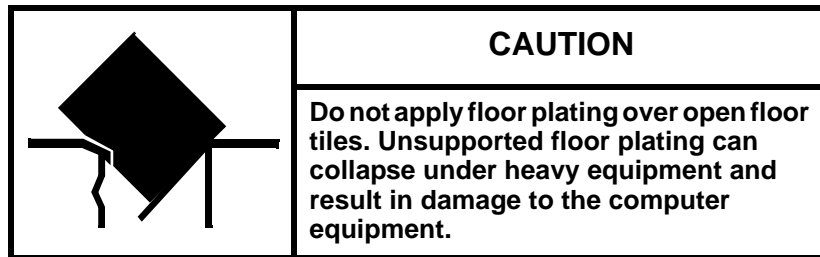 CAUTION
Do not apply floor plating over open floor
tiles. Unsupported floor plating can
collapse under heavy equipment and
result in damage to the computer
equipment.